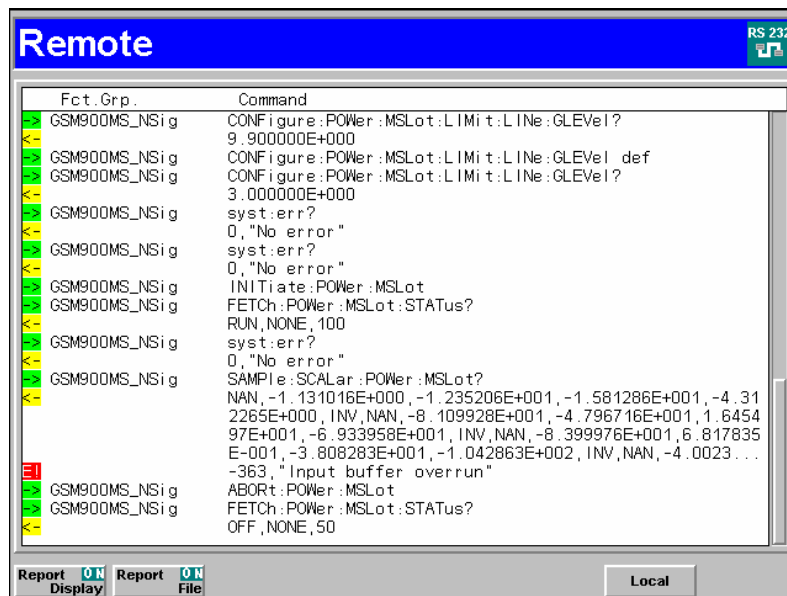 Remote
RS 232
Fct.Grp. Command
-> GSM900MS_NSig CONFigure:POWer:MSLot:LIMit:LINe:GLEVel?
<- 9.900000E+000
-> GSM900MS_NSig CONFigure:POWer:MSLot:LIMit:LINe:GLEVel def
-> GSM900MS_NSig CONFigure:POWer:MSLot:LIMit:LINe:GLEVel?
<- 3.000000E+000
-> GSM900MS_NSig syst:err?
<- 0,"No error"
-> GSM900MS_NSig syst:err?
<- 0,"No error"
-> GSM900MS_NSig INITiate:POWer:MSLot
-> GSM900MS_NSig FETCh:POWer:MSLot:STATus?
<- RUN,NONE,100
-> GSM900MS_NSig syst:err?
<- 0,"No error"
-> GSM900MS_NSig SAMPle:SCALar:POWer:MSLot?
<- NAN,-1.131016E+000,-1.235206E+001,-1.581286E+001,-4.31
2265E+000,INV,NAN,-8.109928E+001,-4.796716E+001,1.6454
97E+001,-6.933958E+001,INV,NAN,-8.399976E+001,6.817835
E-001,-3.808283E+001,-1.042863E+002,INV,NAN,-4.0023...
E! -363,"Input buffer overrun"
-> GSM900MS_NSig ABORt:POWer:MSLot
-> GSM900MS_NSig FETCh:POWer:MSLot:STATus?
<- OFF,NONE,50
Report ON Display
Report ON File
Local